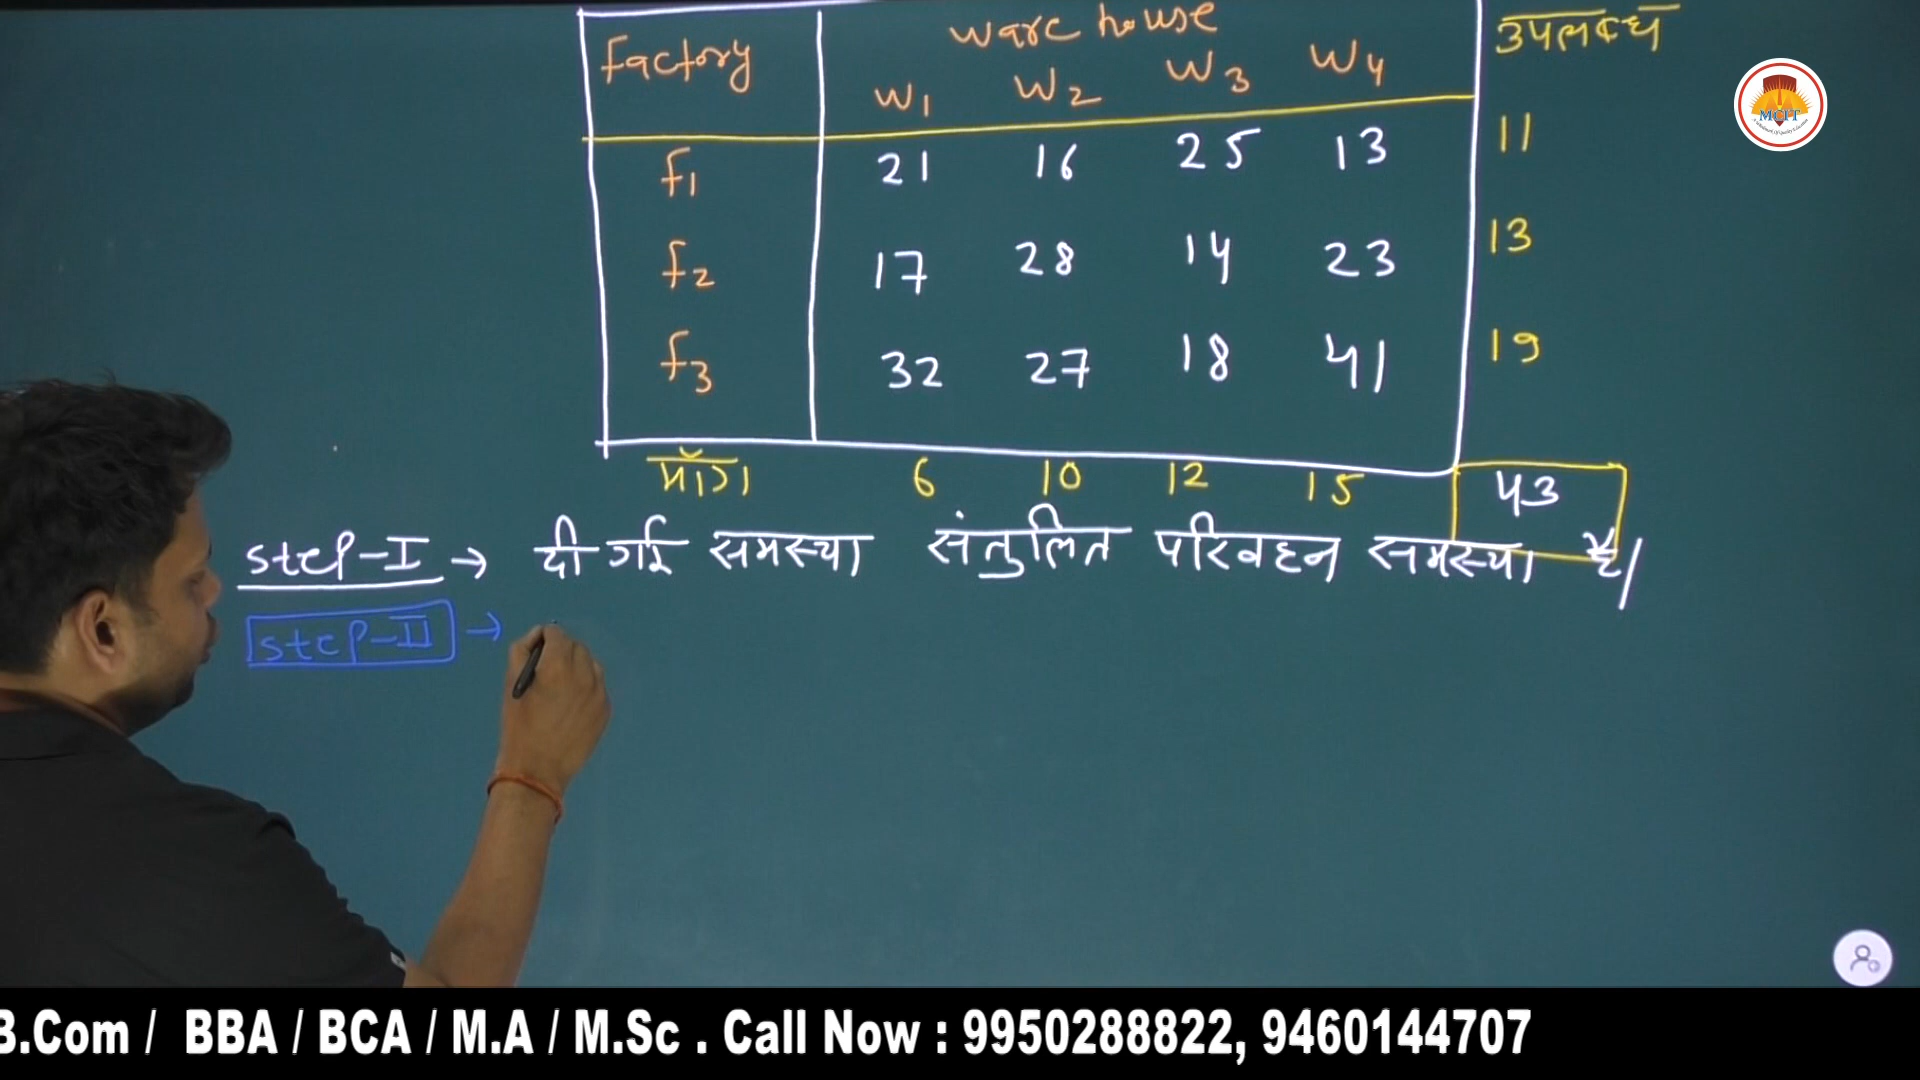 factory warehouse उपलब्ध
W1 W2 W3 W4
f1 21 16 25 13 11
f2 17 28 14 23 13
f3 32 27 18 41 19
माँग 6 10 12 15 43
step-I → दी गई समस्या संतुलित परिवहन समस्या है/
step-II →
MCIT
B.Com / BBA / BCA / M.A / M.Sc . Call Now : 9950288822, 9460144707